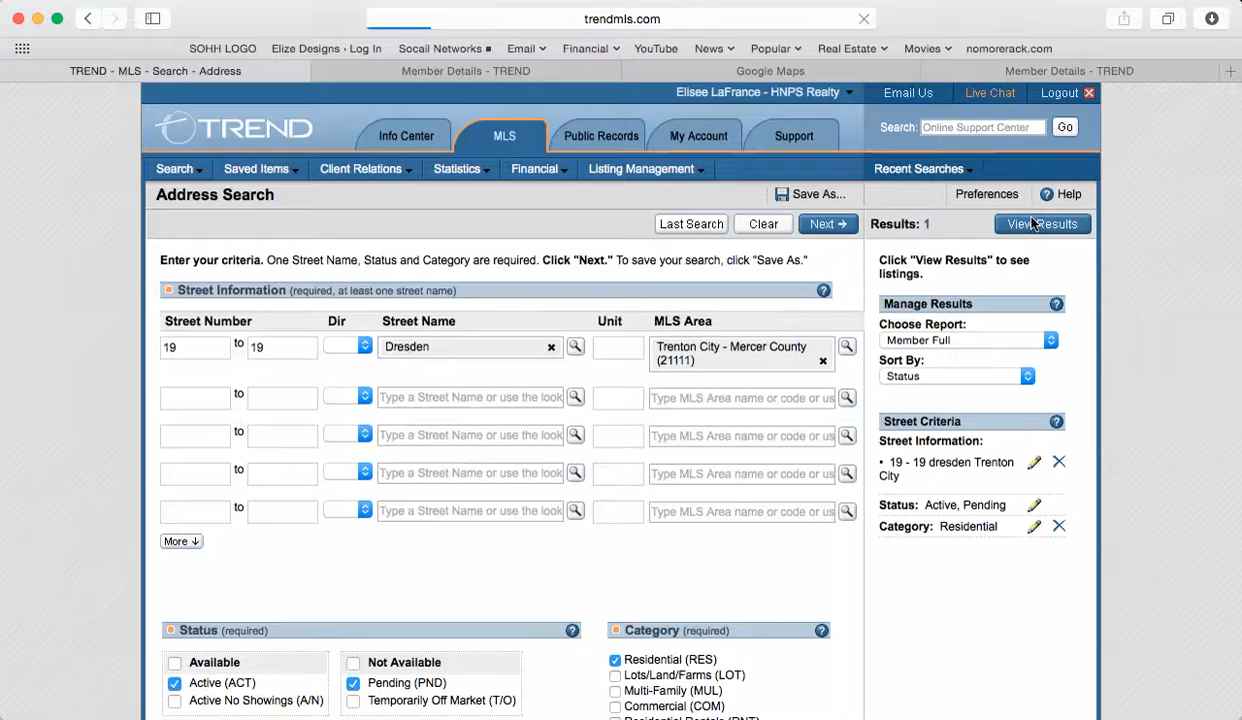 trendmls.com
SOHH LOGO Elize Designs · Log In Socail Networks Email Financial YouTube News Popular Real Estate Movies nomorerack.com
TREND - MLS - Search - Address Member Details - TREND Google Maps Member Details - TREND
Elisee LaFrance - HNPS Realty Email Us Live Chat Logout
TREND Info Center MLS Public Records My Account Support Search: Online Support Center Go
Search Saved Items Client Relations Statistics Financial Listing Management Recent Searches
Address Search Save As... Preferences Help
Last Search Clear Next → Results: 1 View Results
Enter your criteria. One Street Name, Status and Category are required. Click "Next." To save your search, click "Save As."
Click "View Results" to see
listings.
Street Information (required, at least one street name)
Manage Results
Street Number Dir Street Name Unit MLS Area
Choose Report:
Member Full
19 to 19 Dresden Trenton City - Mercer County
(21111)
Sort By:
Status
to Type a Street Name or use the look Type MLS Area name or code or us
Street Criteria
to Type a Street Name or use the look Type MLS Area name or code or us
Street Information:
• 19 - 19 dresden Trenton
City
to Type a Street Name or use the look Type MLS Area name or code or us
Status: Active, Pending
to Type a Street Name or use the look Type MLS Area name or code or us
Category: Residential
More ↓
Status (required) Category (required)
Available Not Available Residential (RES)
Active (ACT) Pending (PND) Lots/Land/Farms (LOT)
Active No Showings (A/N) Temporarily Off Market (T/O) Multi-Family (MUL)
Commercial (COM)
Residential Rentals (RNT)